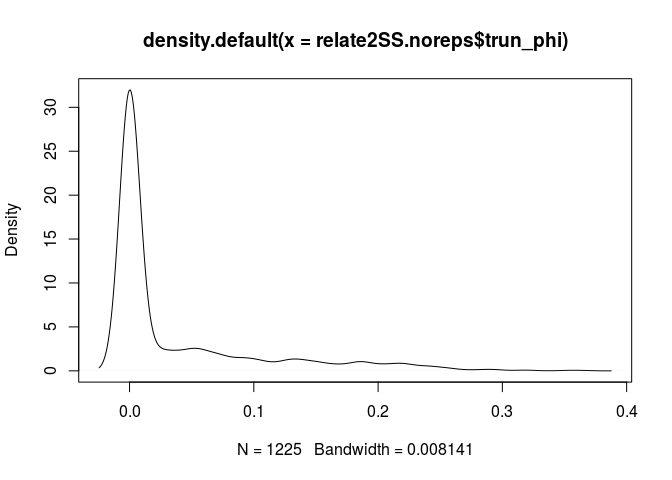 density.default(x = relate2SS.noreps$trun_phi)
Density
30
25
20
15
10
5
0
0.0 0.1 0.2 0.3 0.4
N = 1225 Bandwidth = 0.008141